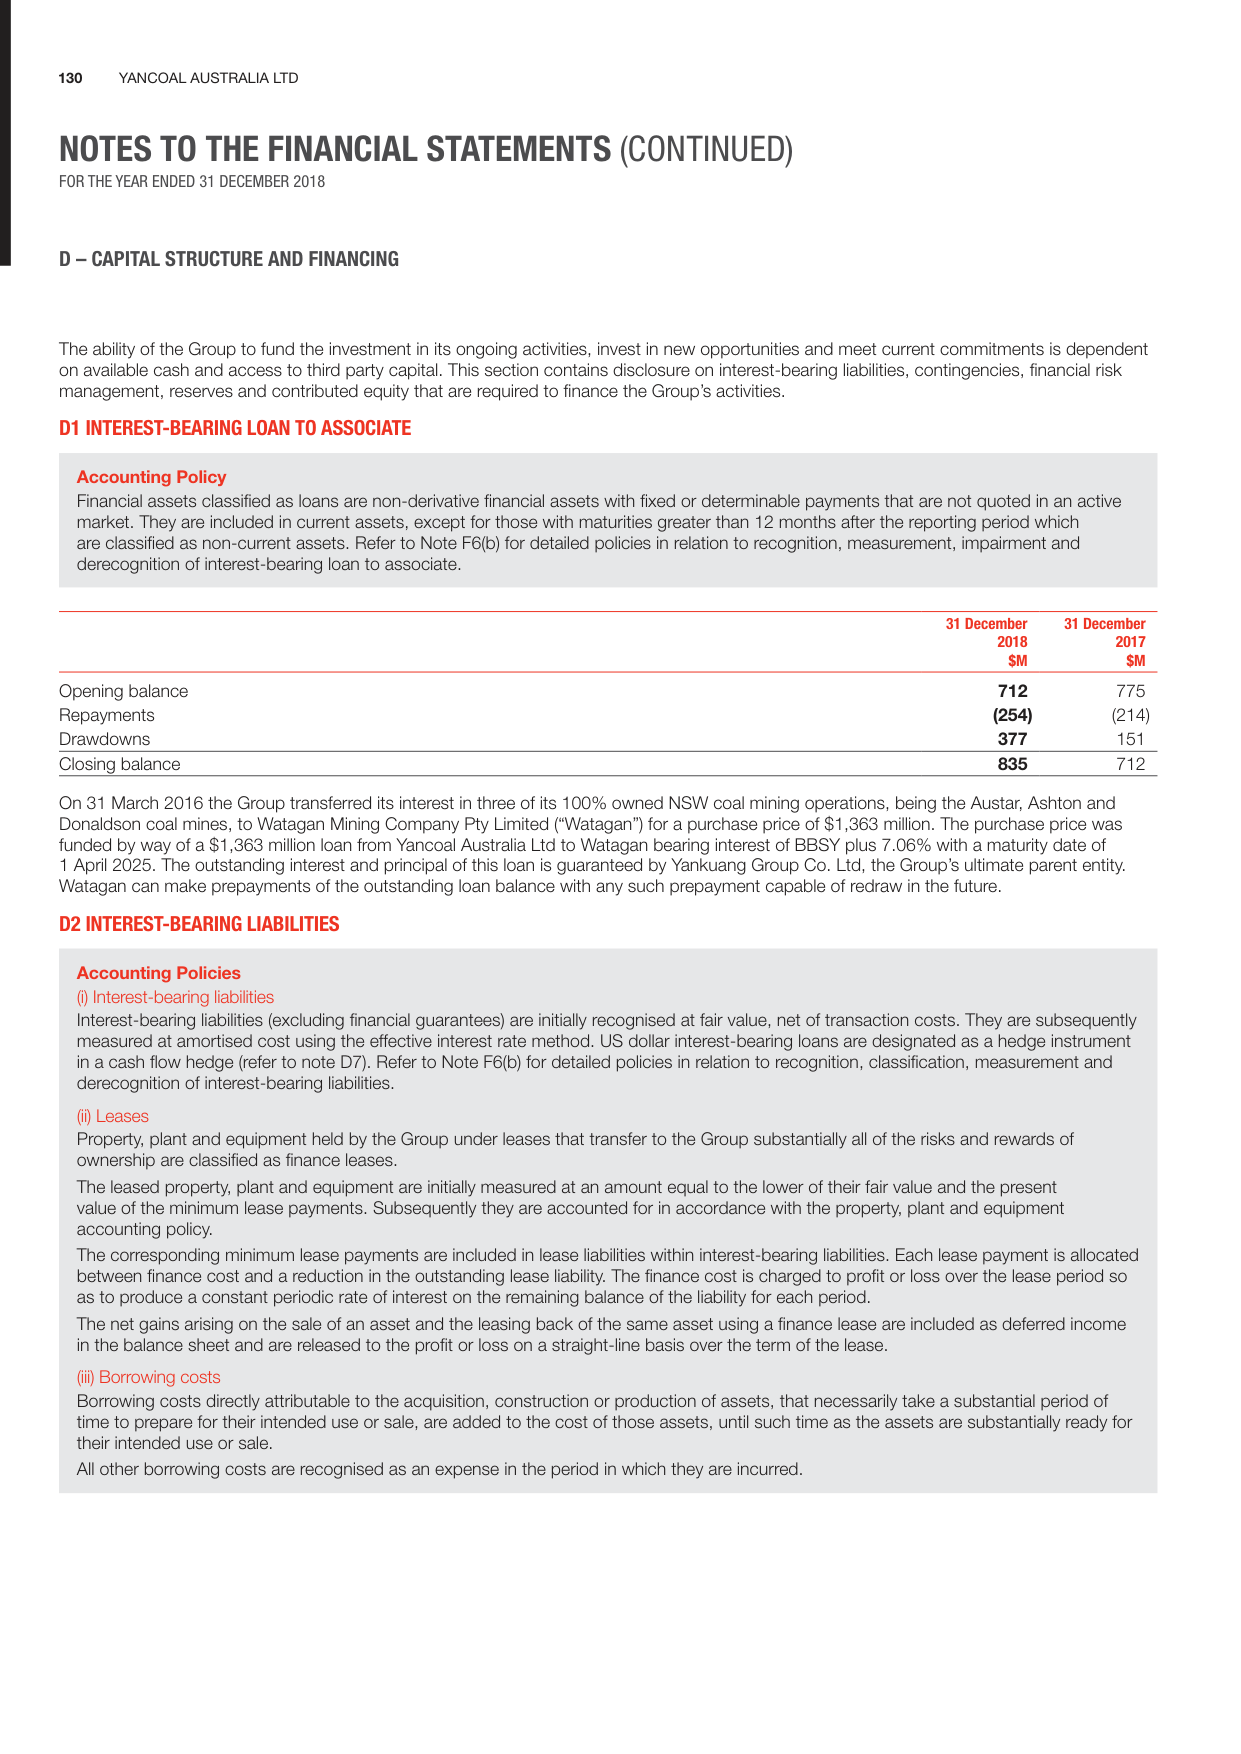 130 YANCOAL AUSTRALIA LTD
NOTES TO THE FINANCIAL STATEMENTS (CONTINUED)
FOR THE YEAR ENDED 31 DECEMBER 2018
D – CAPITAL STRUCTURE AND FINANCING
The ability of the Group to fund the investment in its ongoing activities, invest in new opportunities and meet current commitments is dependent
on available cash and access to third party capital. This section contains disclosure on interest-bearing liabilities, contingencies, financial risk
management, reserves and contributed equity that are required to finance the Group's activities.
D1 INTEREST-BEARING LOAN TO ASSOCIATE
Accounting Policy
Financial assets classified as loans are non-derivative financial assets with fixed or determinable payments that are not quoted in an active
market. They are included in current assets, except for those with maturities greater than 12 months after the reporting period which
are classified as non-current assets. Refer to Note F6(b) for detailed policies in relation to recognition, measurement, impairment and
derecognition of interest-bearing loan to associate.
31 December 31 December
2018 2017
$M $M
Opening balance 712 775
Repayments (254) (214)
Drawdowns 377 151
Closing balance 835 712
On 31 March 2016 the Group transferred its interest in three of its 100% owned NSW coal mining operations, being the Austar, Ashton and
Donaldson coal mines, to Watagan Mining Company Pty Limited ("Watagan") for a purchase price of $1,363 million. The purchase price was
funded by way of a $1,363 million loan from Yancoal Australia Ltd to Watagan bearing interest of BBSY plus 7.06% with a maturity date of
1 April 2025. The outstanding interest and principal of this loan is guaranteed by Yankuang Group Co. Ltd, the Group's ultimate parent entity.
Watagan can make prepayments of the outstanding loan balance with any such prepayment capable of redraw in the future.
D2 INTEREST-BEARING LIABILITIES
Accounting Policies
(i) Interest-bearing liabilities
Interest-bearing liabilities (excluding financial guarantees) are initially recognised at fair value, net of transaction costs. They are subsequently
measured at amortised cost using the effective interest rate method. US dollar interest-bearing loans are designated as a hedge instrument
in a cash flow hedge (refer to note D7). Refer to Note F6(b) for detailed policies in relation to recognition, classification, measurement and
derecognition of interest-bearing liabilities.
(ii) Leases
Property, plant and equipment held by the Group under leases that transfer to the Group substantially all of the risks and rewards of
ownership are classified as finance leases.
The leased property, plant and equipment are initially measured at an amount equal to the lower of their fair value and the present
value of the minimum lease payments. Subsequently they are accounted for in accordance with the property, plant and equipment
accounting policy.
The corresponding minimum lease payments are included in lease liabilities within interest-bearing liabilities. Each lease payment is allocated
between finance cost and a reduction in the outstanding lease liability. The finance cost is charged to profit or loss over the lease period so
as to produce a constant periodic rate of interest on the remaining balance of the liability for each period.
The net gains arising on the sale of an asset and the leasing back of the same asset using a finance lease are included as deferred income
in the balance sheet and are released to the profit or loss on a straight-line basis over the term of the lease.
(iii) Borrowing costs
Borrowing costs directly attributable to the acquisition, construction or production of assets, that necessarily take a substantial period of
time to prepare for their intended use or sale, are added to the cost of those assets, until such time as the assets are substantially ready for
their intended use or sale.
All other borrowing costs are recognised as an expense in the period in which they are incurred.